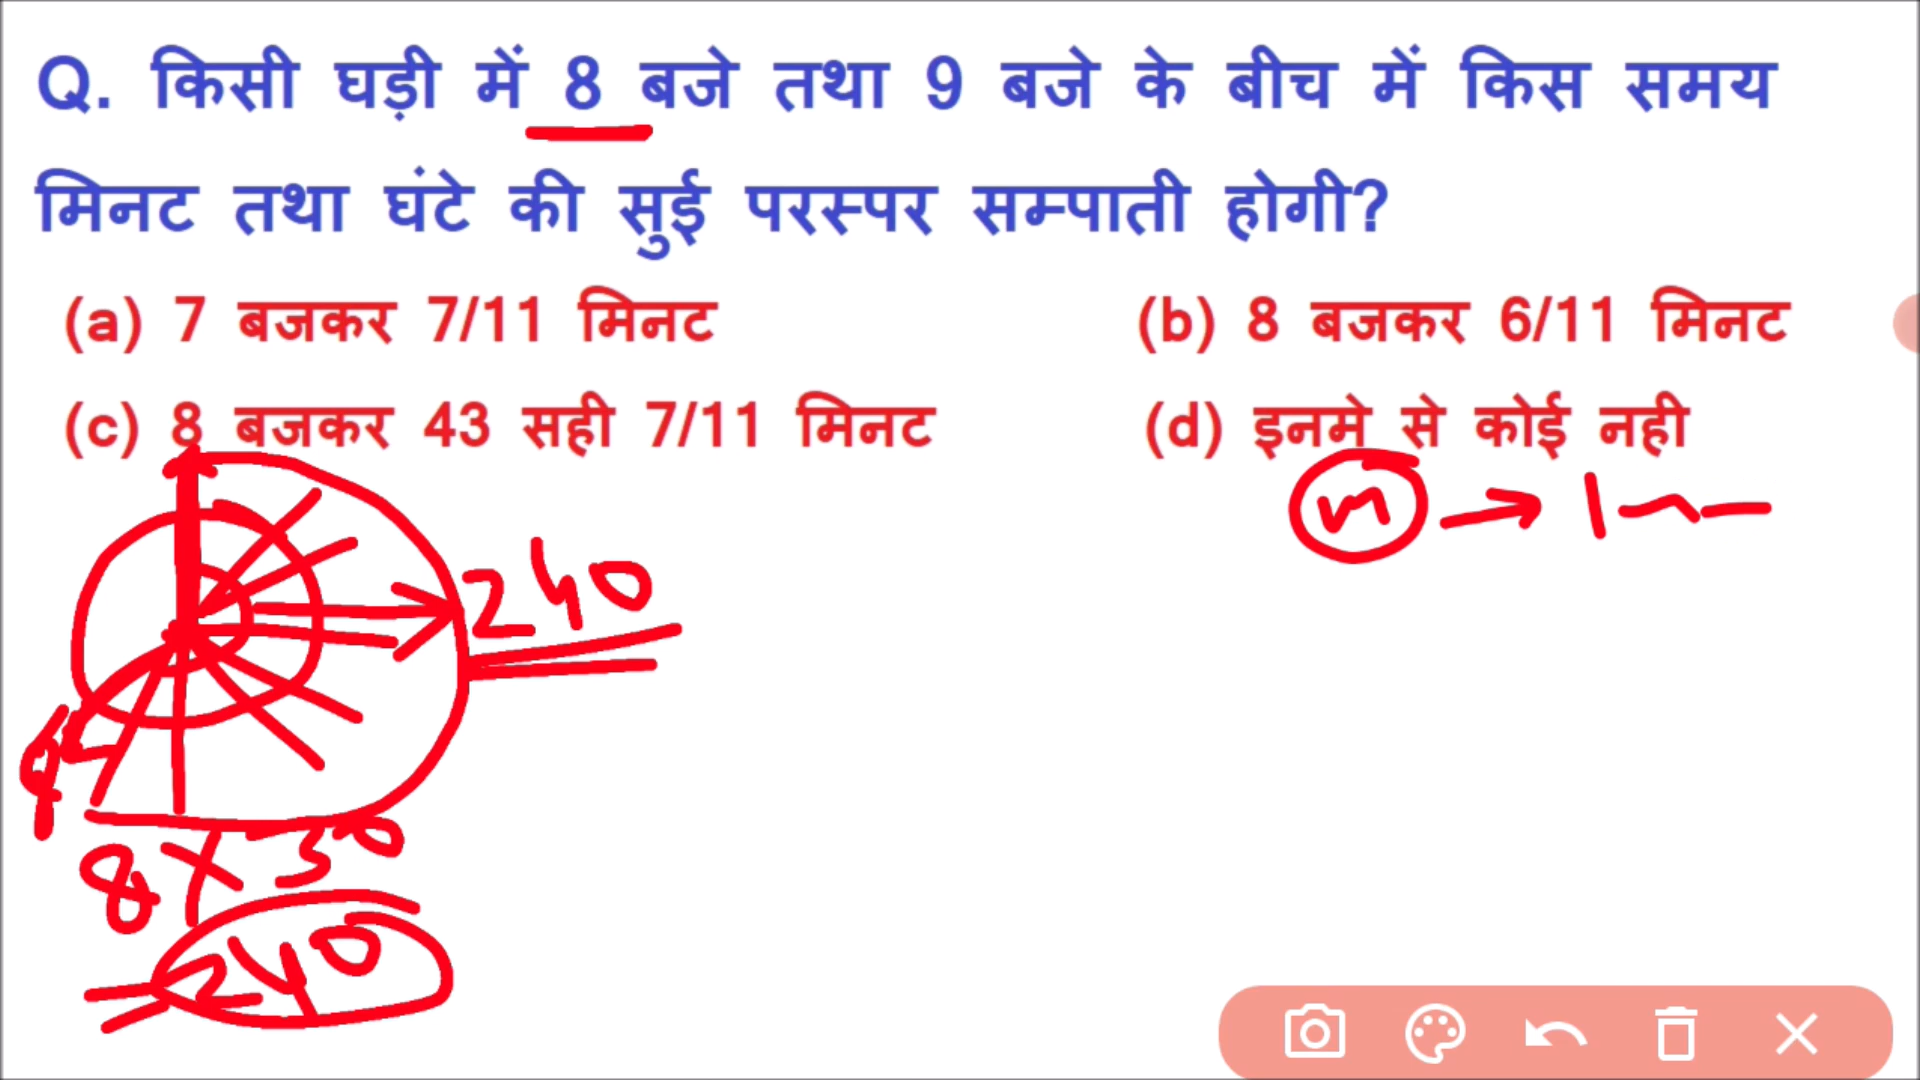 Q. किसी घड़ी में 8 बजे तथा 9 बजे के बीच में किस समय
मिनट तथा घंटे की सुई परस्पर सम्पाती होगी?
(a) 7 बजकर 7/11 मिनट (b) 8 बजकर 6/11 मिनट
(c) 8 बजकर 43 सही 7/11 मिनट (d) इनमे से कोई नही
240
8 X 30
240